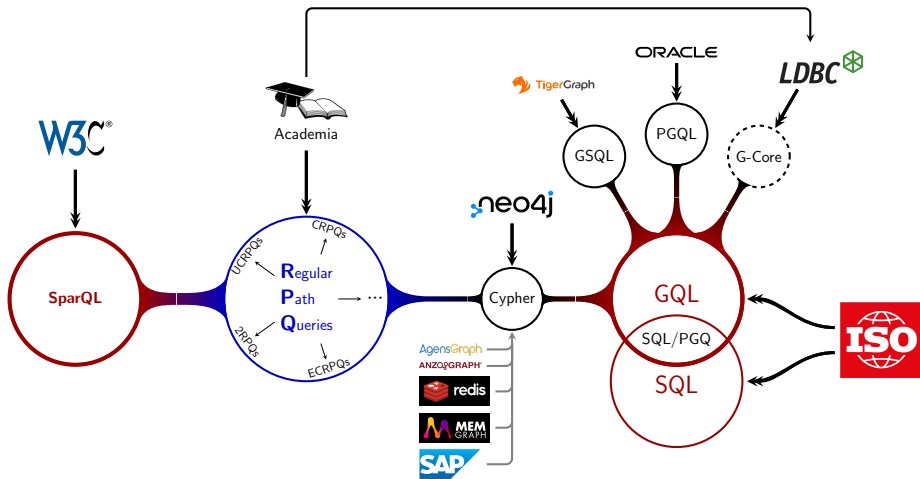 ORACLE
LDBC
TigerGraph
W3C®
Academia
PGQL
GSQL
G-Core
neo4j
CRPQs
UCRPQs
Regular
SparQL
Path
...
Cypher
GQL
Queries
2RPQs
ECRPQs
SQL/PGQ
ISO
SQL
AgensGraph
ANZOGRAPH®
redis
MEM
GRAPH
SAP